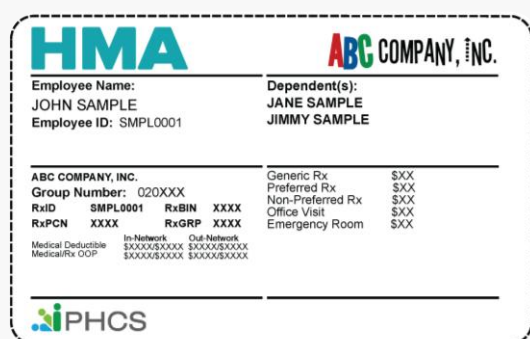 HMA
ABC COMPANY, INC.
Employee Name:
JOHN SAMPLE
Employee ID: SMPL0001
Dependent(s):
JANE SAMPLE
JIMMY SAMPLE
ABC COMPANY, INC.
Group Number: 020XXX
RxID SMPL0001 RxBIN XXXX
RxPCN XXXX RxGRP XXXX
In-Network Out-Network
Medical Deductible $XXXX/$XXXX $XXXX/$XXXX
Medical/Rx OOP $XXXX/$XXXX $XXXX/$XXXX
Generic Rx $XX
Preferred Rx $XX
Non-Preferred Rx $XX
Office Visit $XX
Emergency Room $XX
PHCS